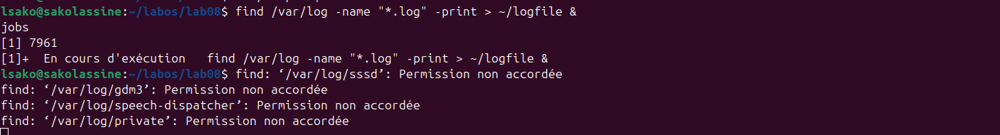 lsako@sakolassine:~/labos/lab08$ find /var/log -name "*.log" -print > ~/logfile &
jobs
[1] 7961
[1]+  En cours d'exécution   find /var/log -name "*.log" -print > ~/logfile &
lsako@sakolassine:~/labos/lab08$ find: ‘/var/log/sssd’: Permission non accordée
find: ‘/var/log/gdm3’: Permission non accordée
find: ‘/var/log/speech-dispatcher’: Permission non accordée
find: ‘/var/log/private’: Permission non accordée